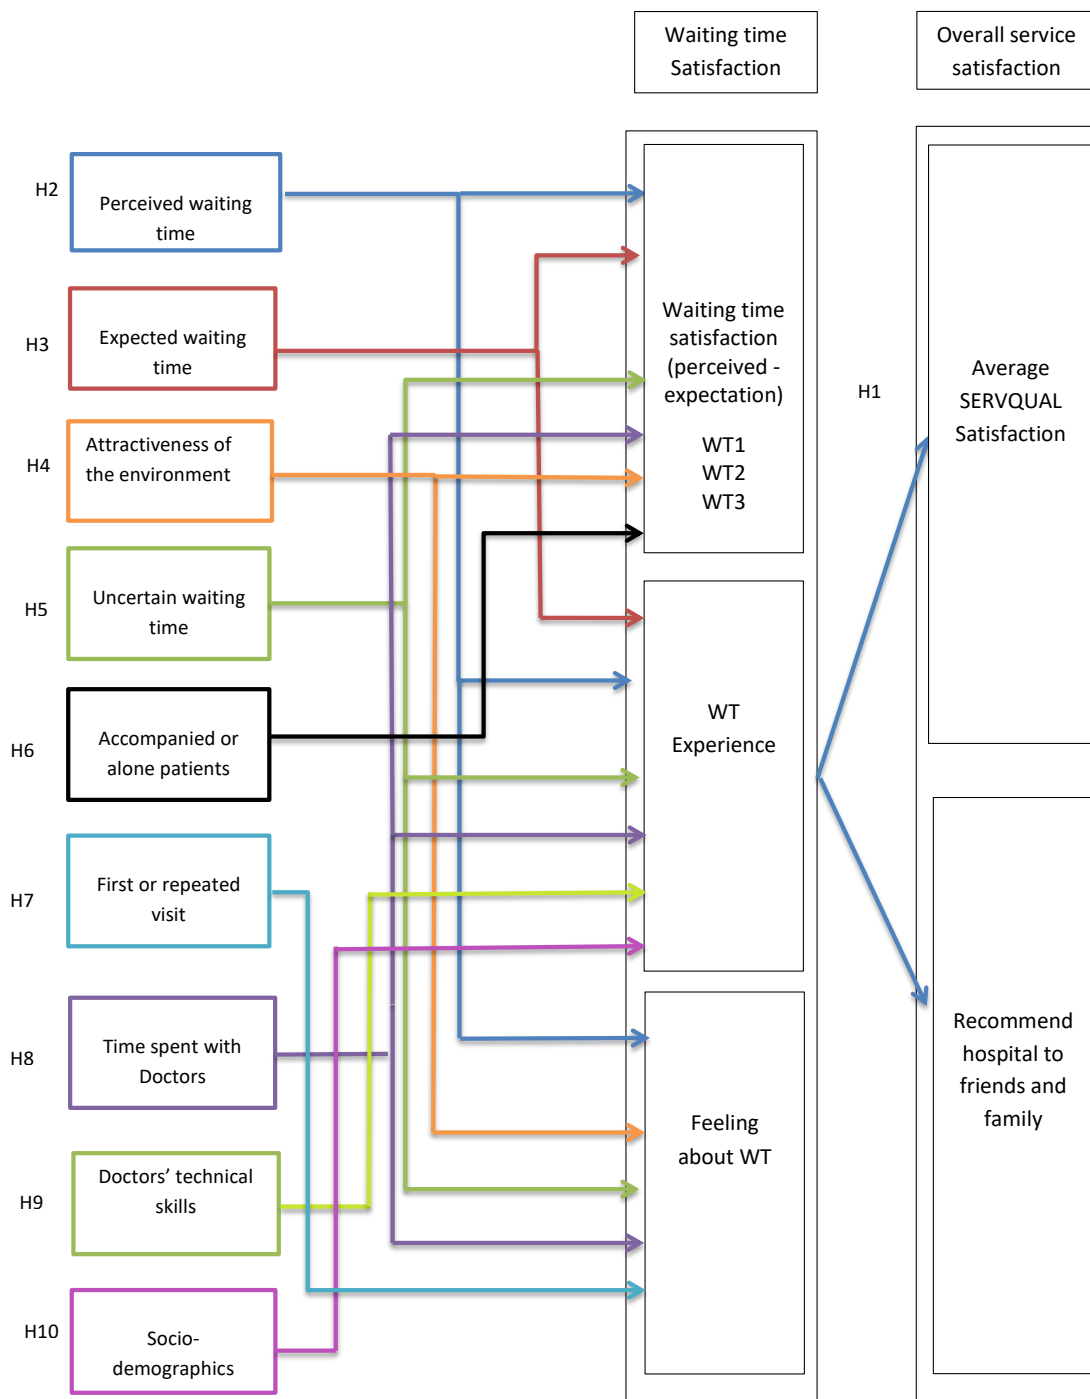 Waiting time
Satisfaction
Overall service
satisfaction
H2
Perceived waiting
time
H3
Expected waiting
time
H4
Attractiveness of
the environment
H5
Uncertain waiting
time
H6
Accompanied or
alone patients
H7
First or repeated
visit
H8
Time spent with
Doctors
H9
Doctors’ technical
skills
H10
Socio-
demographics
Waiting time
satisfaction
(perceived -
expectation)
WT1
WT2
WT3
WT
Experience
Feeling
about WT
H1
Average
SERVQUAL
Satisfaction
Recommend
hospital to
friends and
family